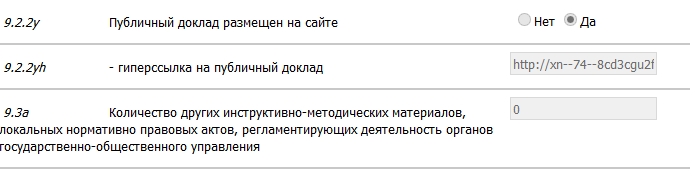 9.2.2y Публичный доклад размещен на сайте Нет Да
9.2.2yh - гиперссылка на публичный доклад http://xn--74--8cd3cgu2f
9.3a Количество других инструктивно-методических материалов, 0
локальных нормативно правовых актов, регламентирующих деятельность органов
государственно-общественного управления